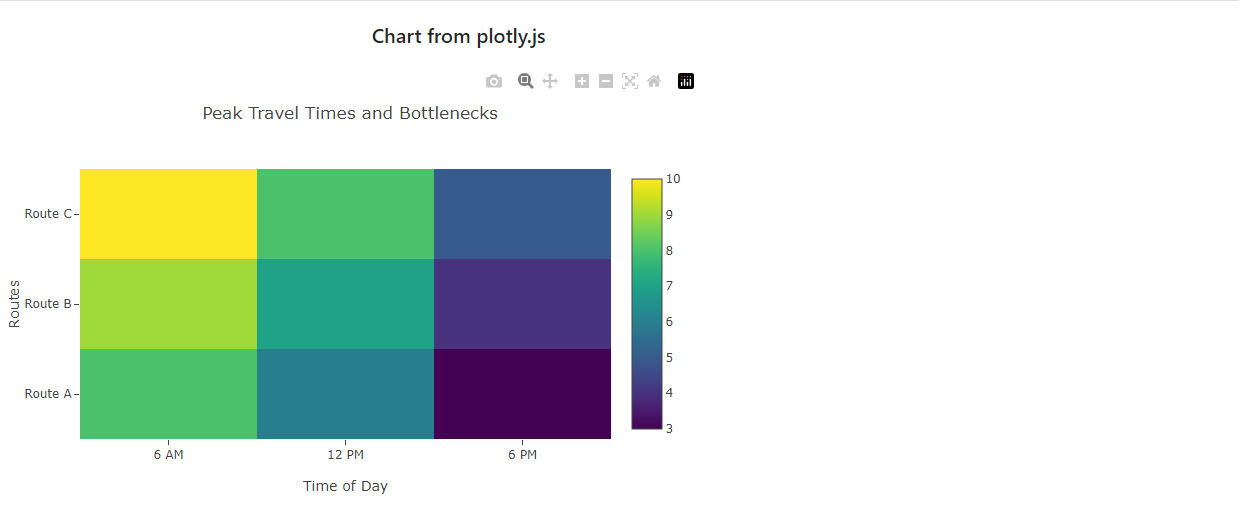 Chart from plotly.js
Peak Travel Times and Bottlenecks
Routes
Route C
Route B
Route A
6 AM
12 PM
6 PM
Time of Day
10
9
8
7
6
5
4
3